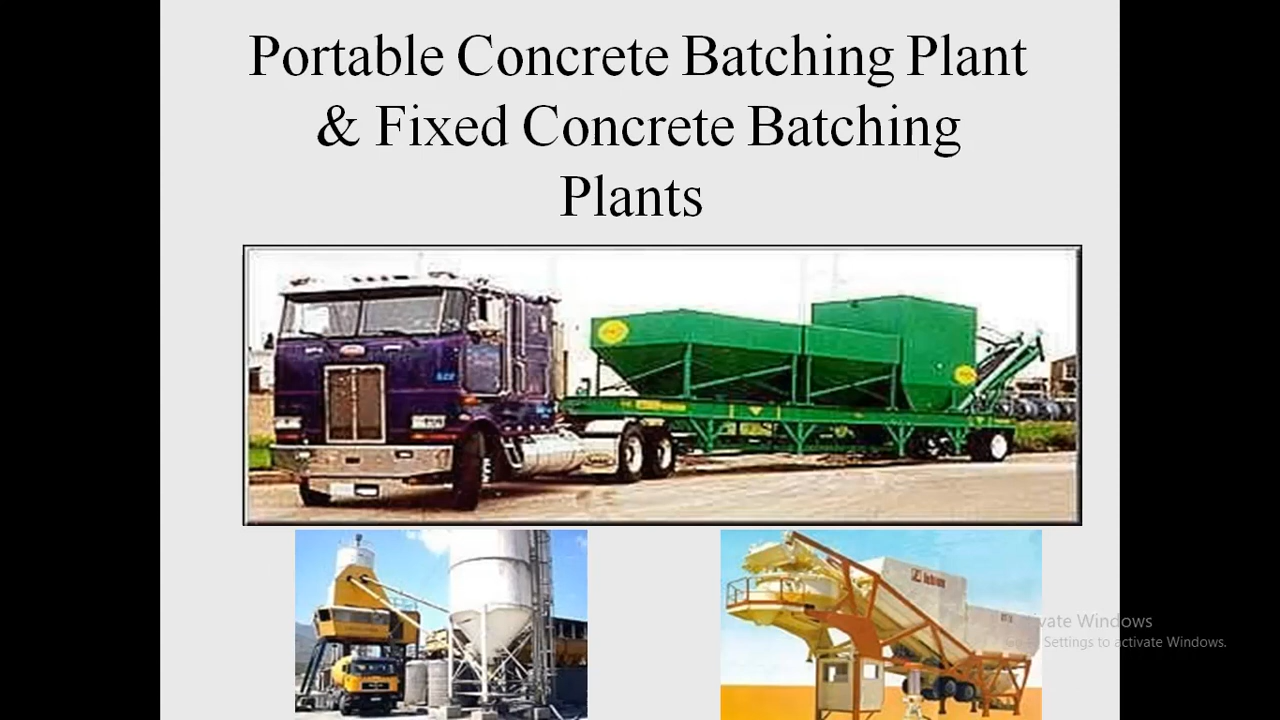 Portable Concrete Batching Plant
& Fixed Concrete Batching
Plants
vate Windows
Settings to activate Windows.